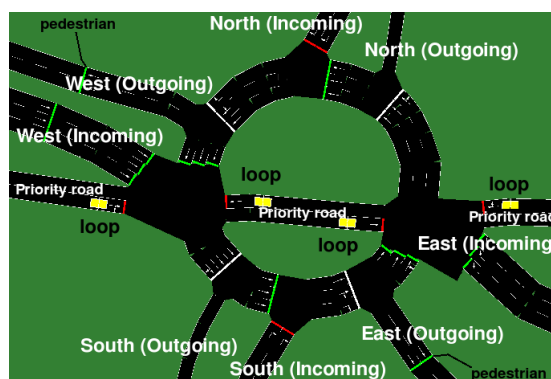 North (Incoming)
pedestrian
North (Outgoing)
West (Outgoing)
West (Incoming)
loop
loop
Priority road
Priority road
Priority road
loop
loop
East (Incoming)
East (Outgoing)
South (Outgoing)
South (Incoming)
pedestrian